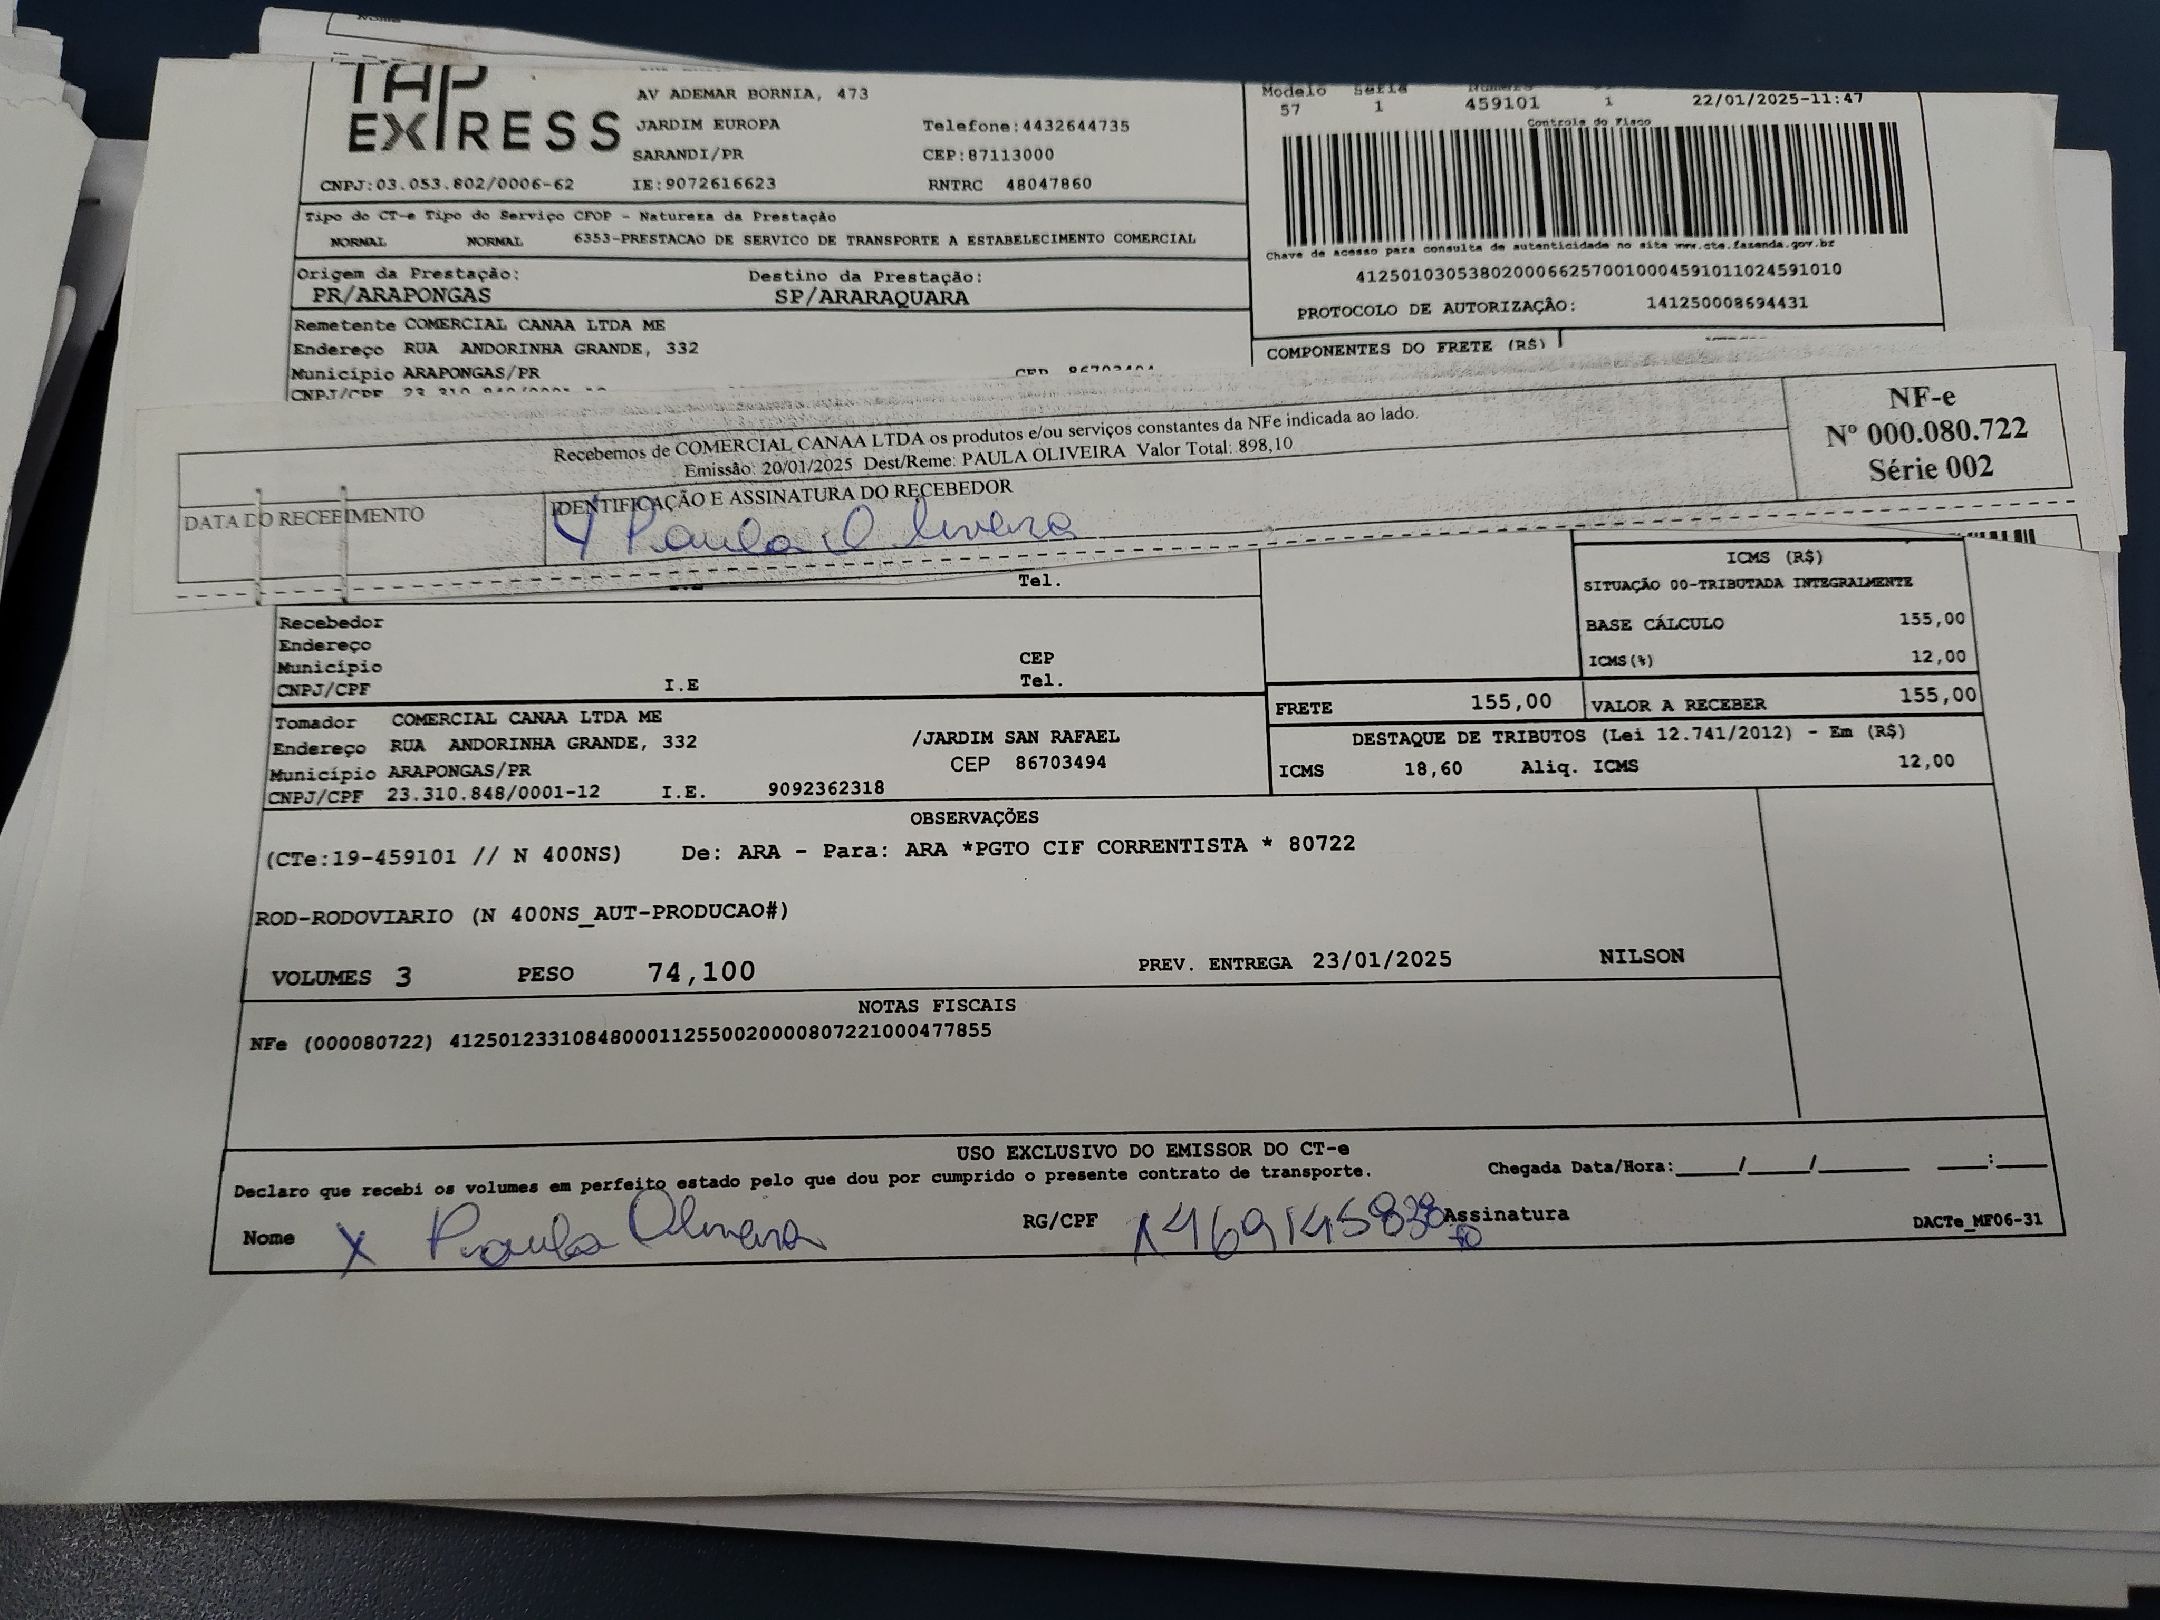 TAP
EXPRESS
AV ADEMAR BORNIA, 473
JARDIM EUROPA Telefone:4432644735
SARANDI/PR CEP:87113000
CNPJ:03.053.802/0006-62 IE:9072616623 RNTRC 48047860
Modelo Série Número
57 1 459101 1 22/01/2025-11:47
Controle do Fisco
Chave de acesso para consulta de autenticidade no site www.cte.fazenda.gov.br
41250103053802000662570010004591011024591010
PROTOCOLO DE AUTORIZAÇÃO: 141250008694431
Tipo do CT-e Tipo do Serviço CFOP - Natureza da Prestação
NORMAL NORMAL 6353-PRESTACAO DE SERVICO DE TRANSPORTE A ESTABELECIMENTO COMERCIAL
Origem da Prestação: Destino da Prestação:
PR/ARAPONGAS SP/ARARAQUARA
Remetente COMERCIAL CANAA LTDA ME
Endereço RUA ANDORINHA GRANDE, 332
Município ARAPONGAS/PR CEP 86703494
CNPJ/CPF
COMPONENTES DO FRETE (R$)
Recebemos de COMERCIAL CANAA LTDA os produtos e/ou serviços constantes da NFe indicada ao lado.
Emissão: 20/01/2025 Dest/Reme: PAULA OLIVEIRA Valor Total: 898,10
NF-e
Nº 000.080.722
Série 002
DATA DO RECEBIMENTO
IDENTIFICAÇÃO E ASSINATURA DO RECEBEDOR
X Paula Oliveira
Tel.
Recebedor
Endereço
Município CEP
CNPJ/CPF I.E Tel.
ICMS (R$)
SITUAÇÃO 00-TRIBUTADA INTEGRALMENTE
BASE CÁLCULO 155,00
ICMS(%) 12,00
FRETE 155,00 VALOR A RECEBER 155,00
Tomador COMERCIAL CANAA LTDA ME
Endereço RUA ANDORINHA GRANDE, 332 /JARDIM SAN RAFAEL
Município ARAPONGAS/PR CEP 86703494
CNPJ/CPF 23.310.848/0001-12 I.E. 9092362318
DESTAQUE DE TRIBUTOS (Lei 12.741/2012) - Em (R$)
ICMS 18,60 Aliq. ICMS 12,00
OBSERVAÇÕES
(CTe:19-459101 // N 400NS) De: ARA - Para: ARA *PGTO CIF CORRENTISTA * 80722
ROD-RODOVIARIO (N 400NS_AUT-PRODUCAO#)
VOLUMES 3 PESO 74,100 PREV. ENTREGA 23/01/2025 NILSON
NOTAS FISCAIS
NFe (000080722) 41250123310848000112550020000807221000477855
USO EXCLUSIVO DO EMISSOR DO CT-e
Declaro que recebi os volumes em perfeito estado pelo que dou por cumprido o presente contrato de transporte. Chegada Data/Hora:_____/_____/_______ ____:____
Nome X Paula Oliveira RG/CPF Assinatura DACTe_MF06-31